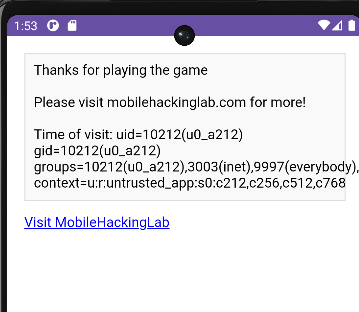 1:53
Thanks for playing the game
Please visit mobilehackinglab.com for more!
Time of visit: uid=10212(u0_a212)
gid=10212(u0_a212)
groups=10212(u0_a212),3003(inet),9997(everybody),
context=u:r:untrusted_app:s0:c212,c256,c512,c768
Visit MobileHackingLab